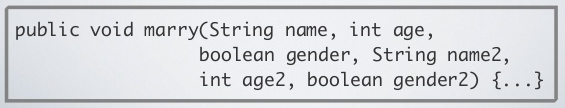 public void marry(String name, int age,
boolean gender, String name2,
int age2, boolean gender2) {...}